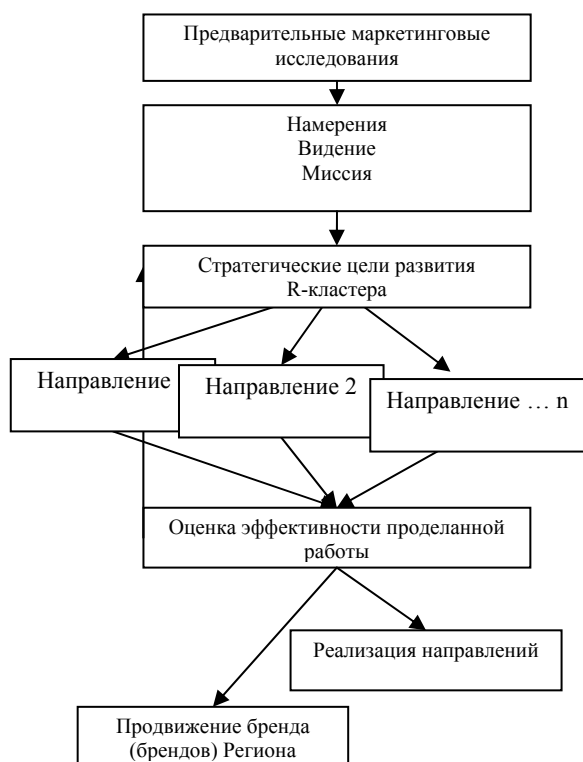 Предварительные маркетинговые
исследования
Намерения
Видение
Миссия
Стратегические цели развития
R-кластера
Направление
Направление 2
Направление … n
Оценка эффективности проделанной
работы
Реализация направлений
Продвижение бренда
(брендов) Региона